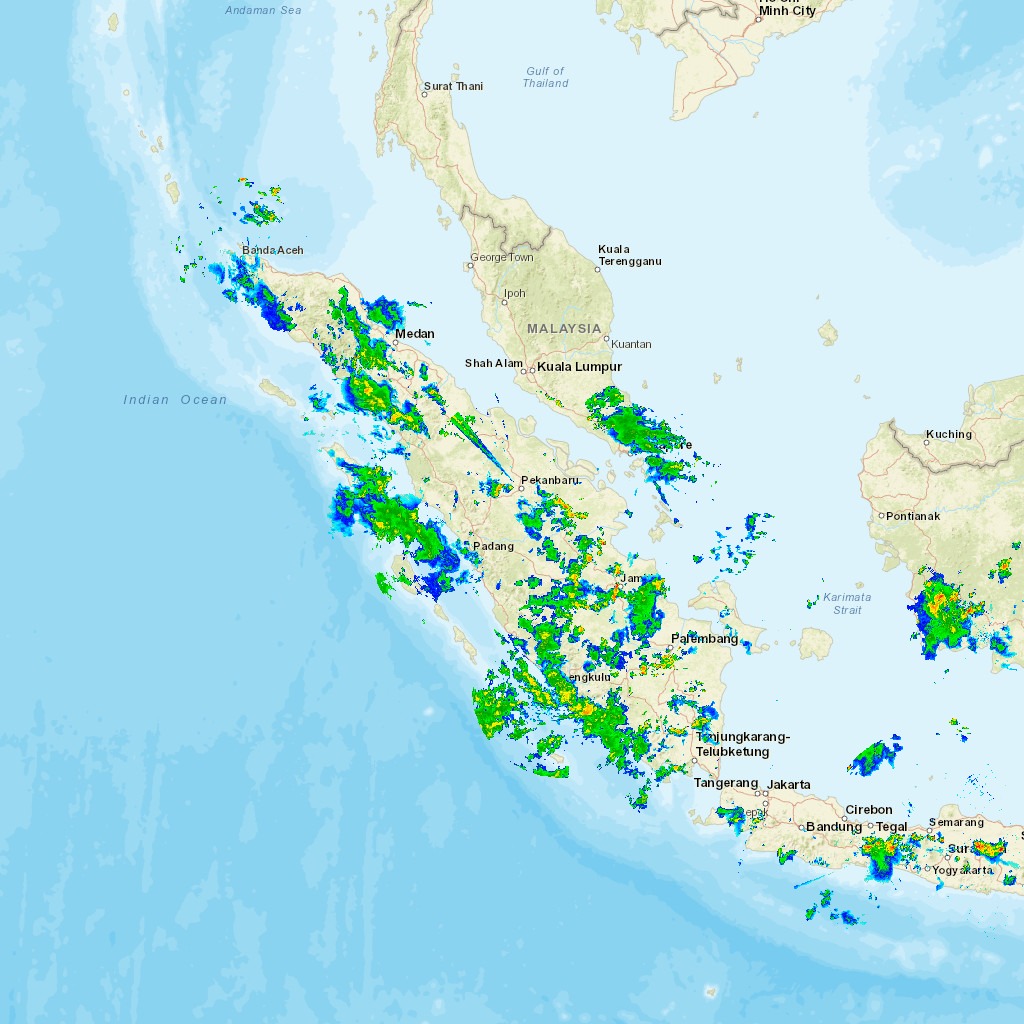 Andaman Sea
Minh City
Gulf of
Thailand
Surat Thani
Banda Aceh
George Town
Kuala
Terengganu
Ipoh
MALAYSIA
Medan
Kuantan
Shah Alam
Kuala Lumpur
Indian Ocean
Kuching
Pekanbaru
Pontianak
Padang
Jam
Karimata
Strait
Palembang
engkulu
Tanjungkarang-
Telubketung
Tangerang
Jakarta
Cirebon
Bandung
Tegal
Semarang
Yogyakarta